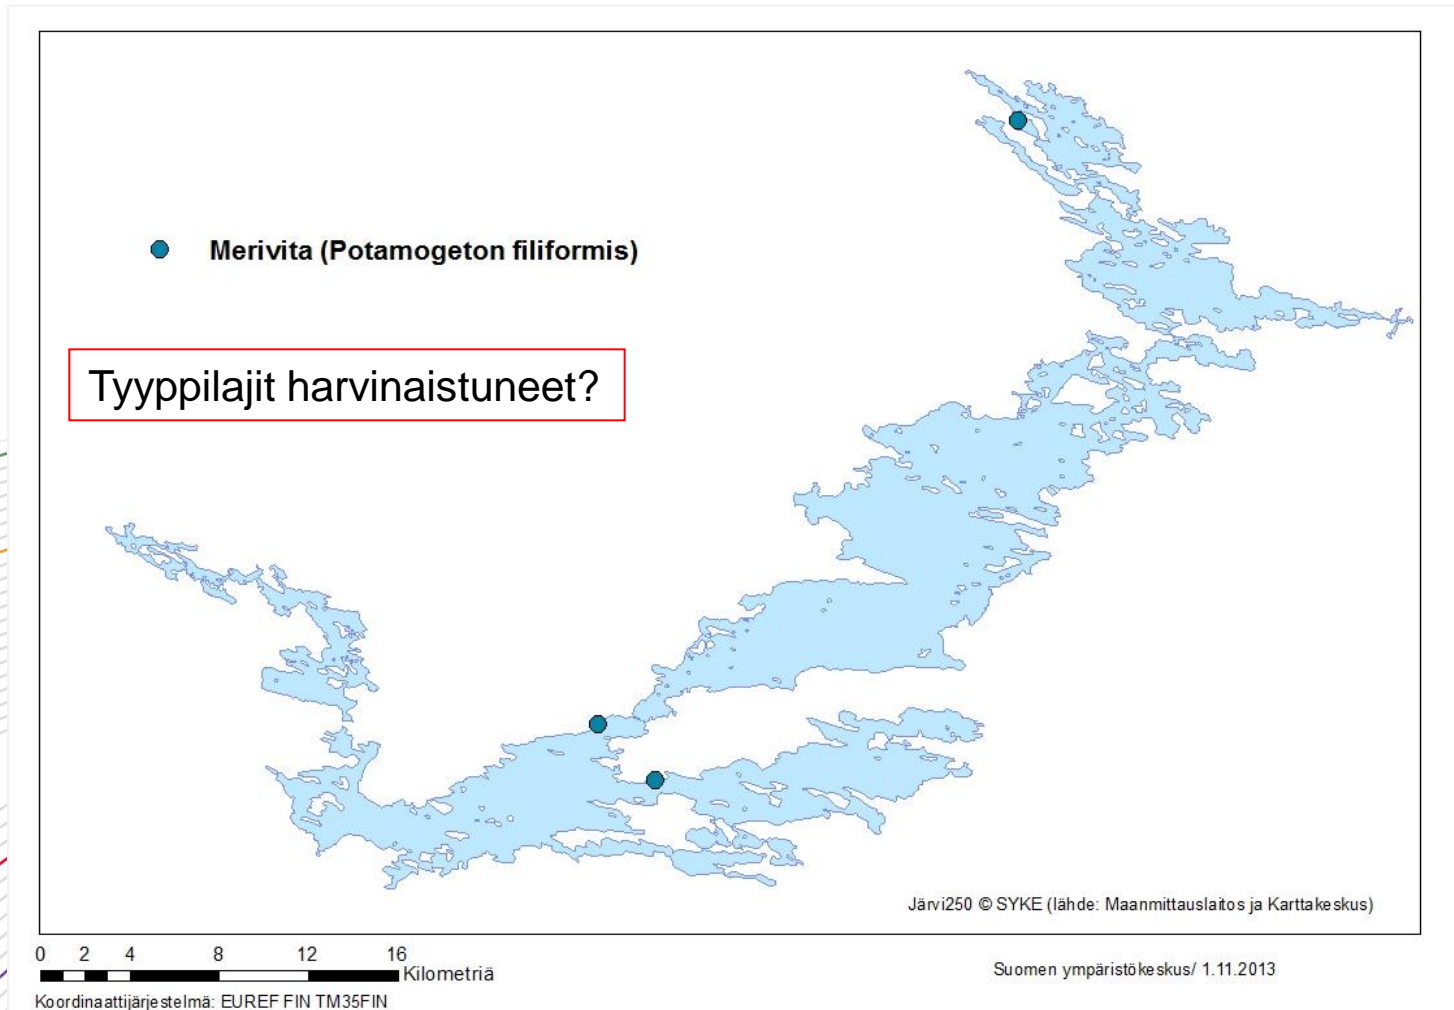 Merivita (Potamogeton filiformis)
Tyyppilajit harvinaistuneet?
Järvi250 © SYKE (lähde: Maanmittauslaitos ja Karttakeskus)
0 2 4 8 12 16
Kilometriä
Suomen ympäristökeskus/ 1.11.2013
Koordinaattijärjestelmä: EUREF FIN TM35FIN